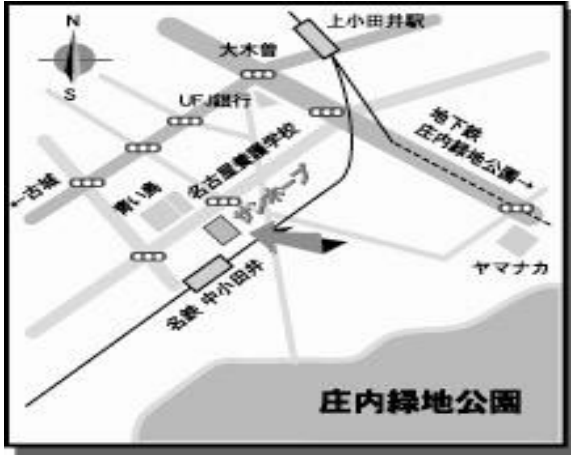 N
S
上小田井駅
大木曽
UFJ銀行
地下鉄
庄内緑地公園→
名古屋養護学校
青い鳥
←古城
サンホープ
名鉄 中小田井
ヤマナカ
庄内緑地公園